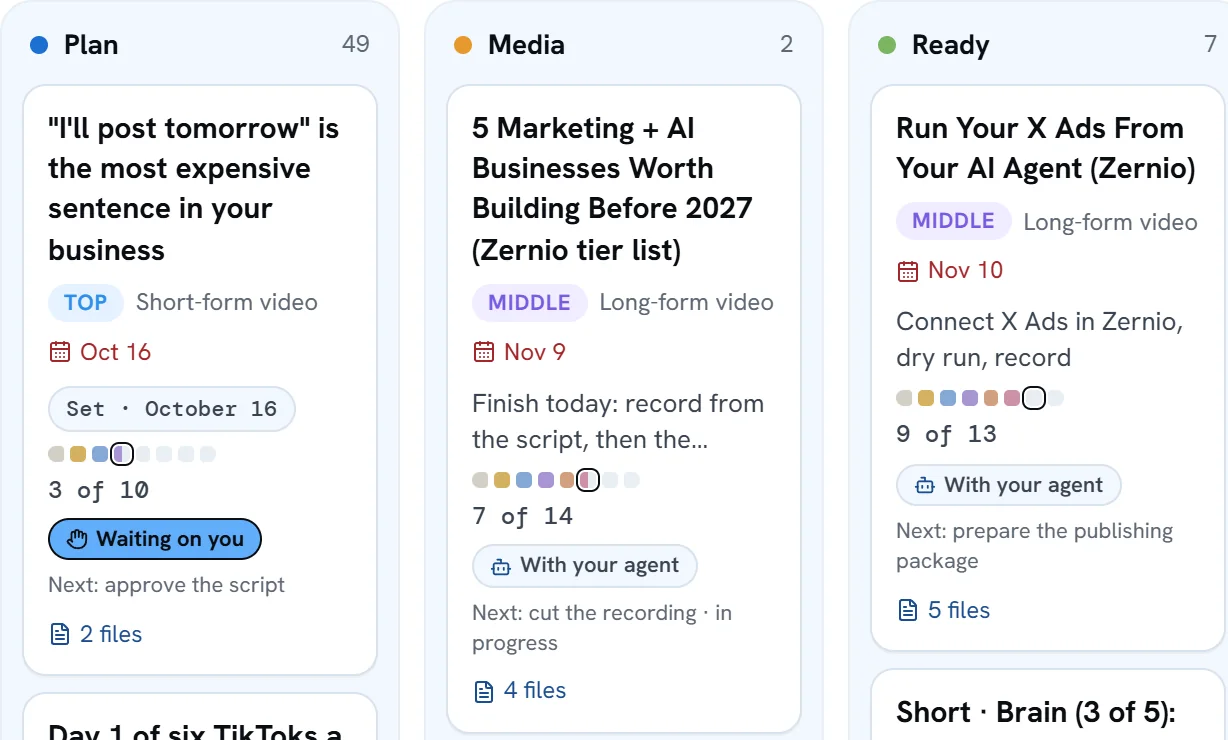 Plan 49
"I'll post tomorrow" is
the most expensive
sentence in your
business
TOP Short-form video
Oct 16
Set · October 16
3 of 10
Waiting on you
Next: approve the script
2 files
Day 1 of six TikToks a
Media 2
5 Marketing + AI
Businesses Worth
Building Before 2027
(Zernio tier list)
MIDDLE Long-form video
Nov 9
Finish today: record from
the script, then the...
7 of 14
With your agent
Next: cut the recording · in
progress
4 files
Ready 7
Run Your X Ads From
Your AI Agent (Zernio)
MIDDLE Long-form video
Nov 10
Connect X Ads in Zernio,
dry run, record
9 of 13
With your agent
Next: prepare the publishing
package
5 files
Short · Brain (3 of 5):